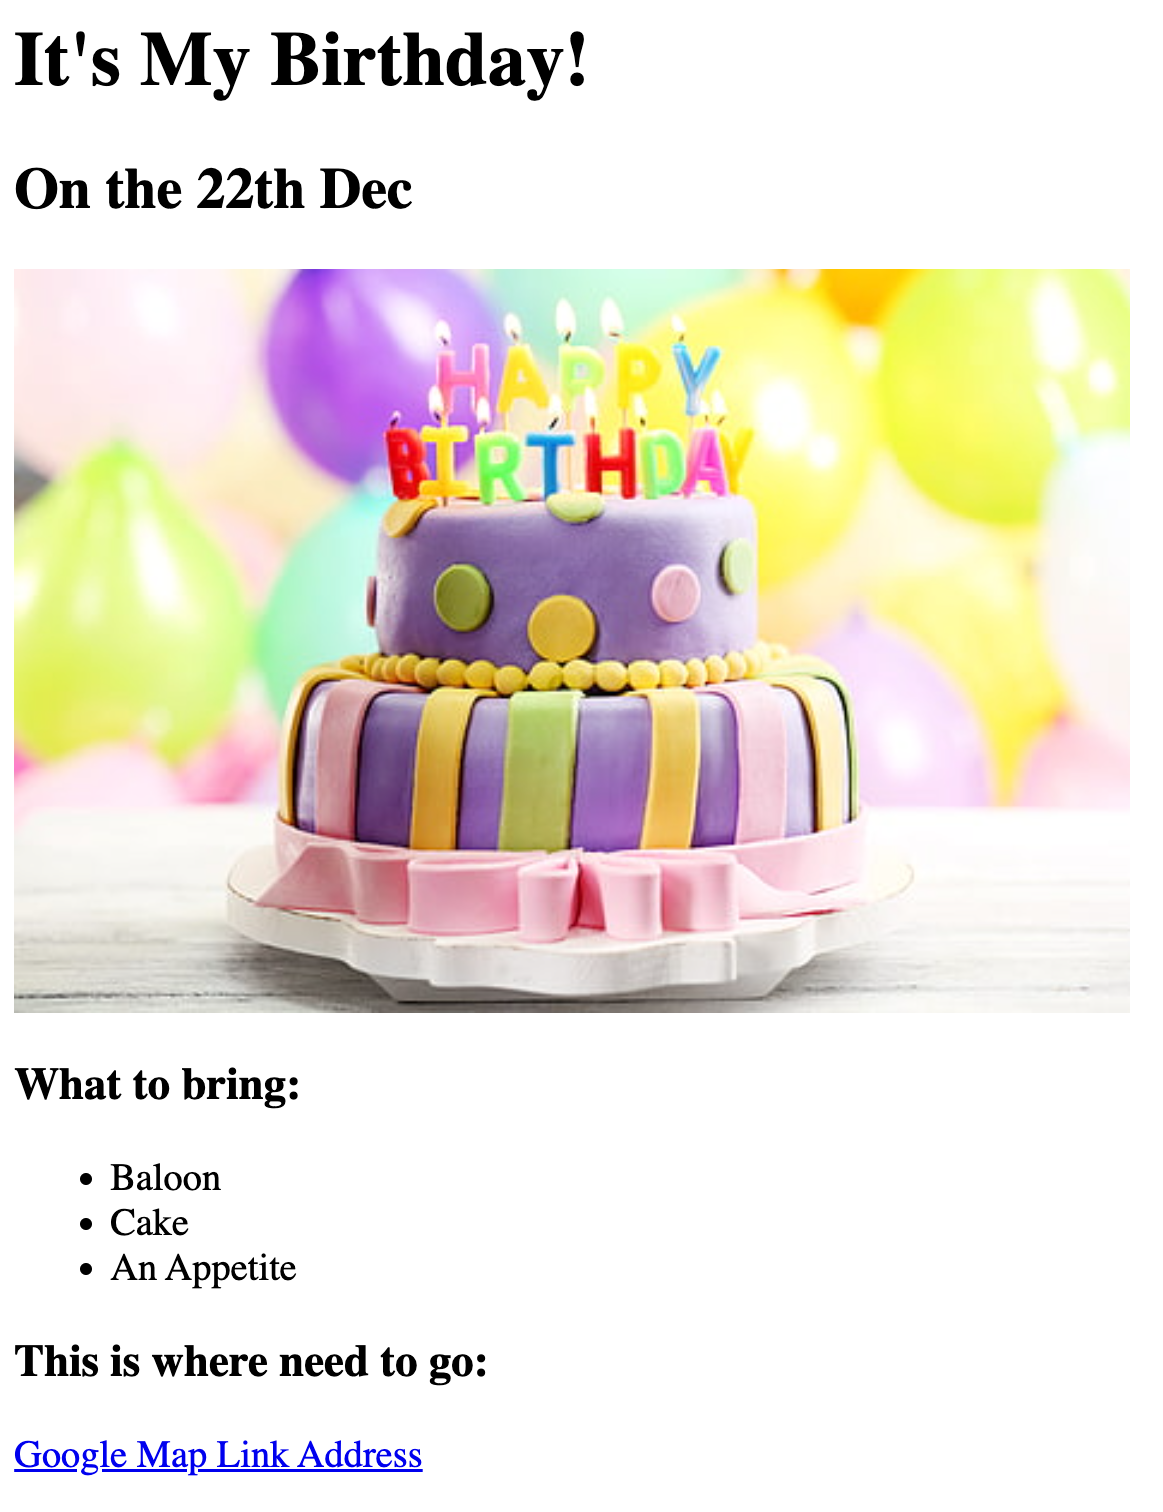 It's My Birthday!
On the 22th Dec
HAPPY
BIRTHDAY
What to bring:
Baloon
Cake
An Appetite
This is where need to go:
Google Map Link Address